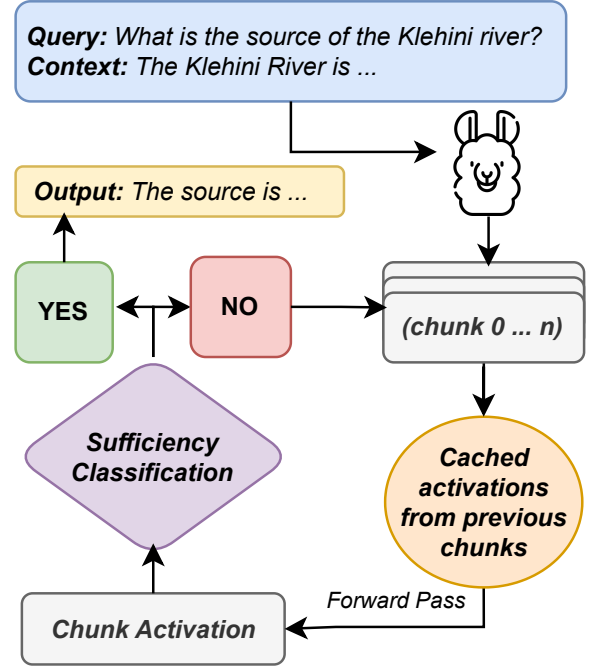 Query: What is the source of the Klehini river?
Context: The Klehini River is ...
Output: The source is ...
YES
NO
(chunk 0 ... n)
Sufficiency
Classification
Cached
activations
from previous
chunks
Forward Pass
Chunk Activation